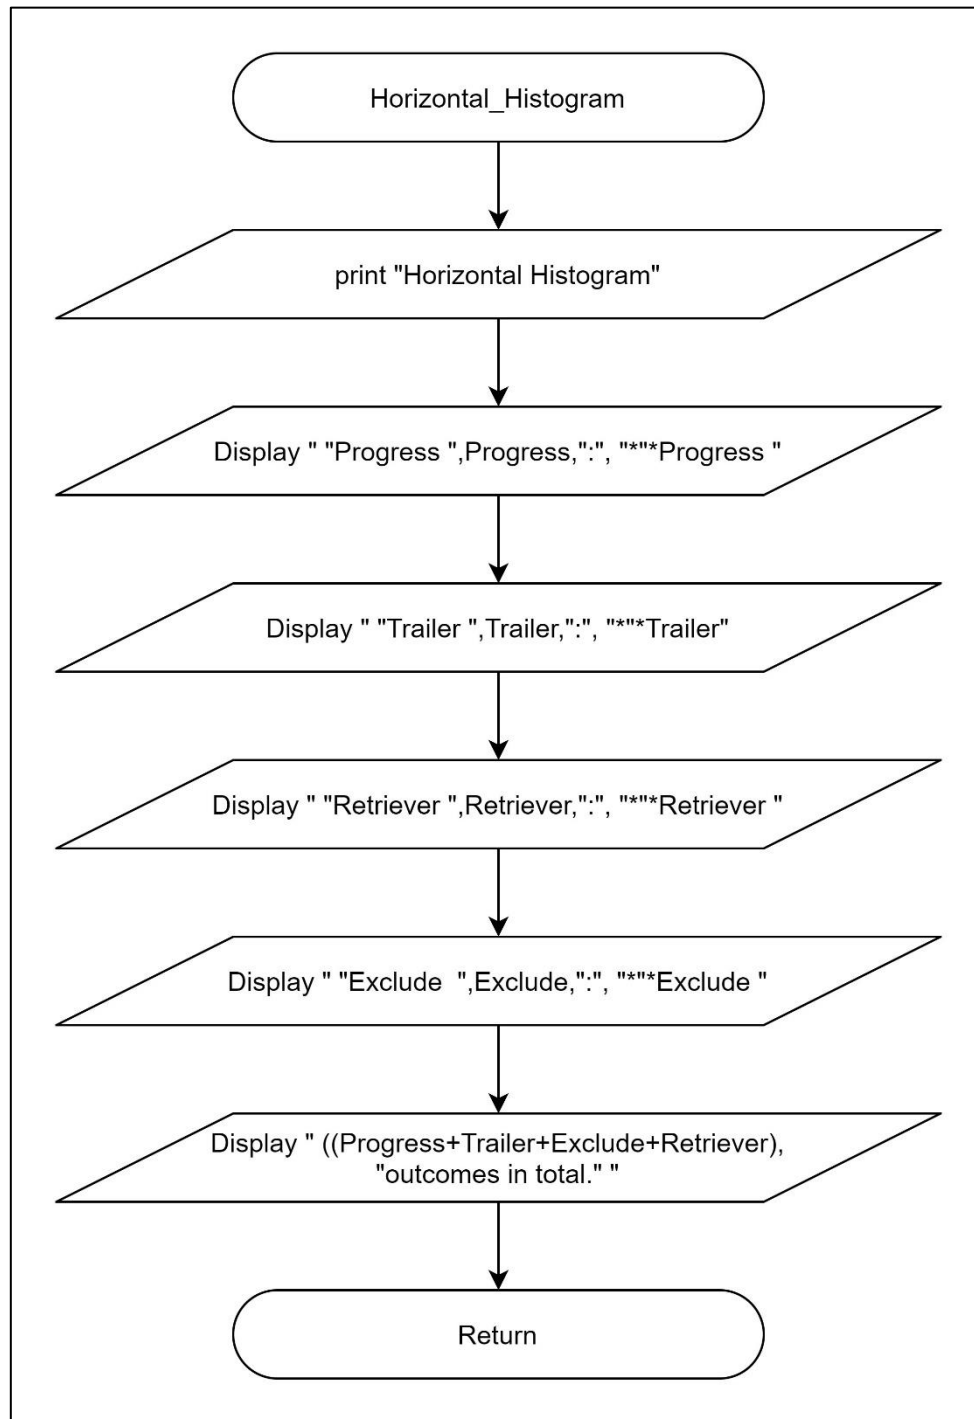 Horizontal_Histogram
print "Horizontal Histogram"
Display " "Progress ",Progress,":", "*"*Progress "
Display " "Trailer ",Trailer,":", "*"*Trailer"
Display " "Retriever ",Retriever,":", "*"*Retriever "
Display " "Exclude  ",Exclude,":", "*"*Exclude "
Display " ((Progress+Trailer+Exclude+Retriever),
"outcomes in total." "
Return